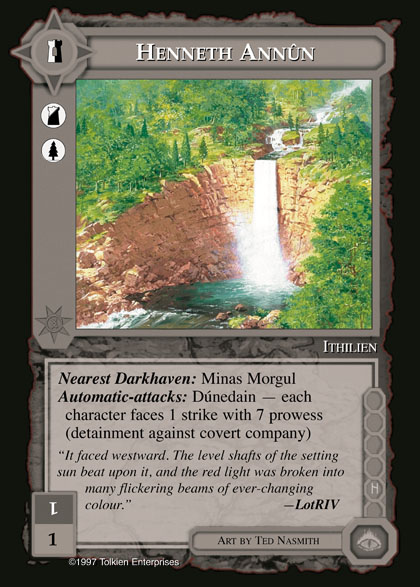 Henneth Annûn
Ithilien
Nearest Darkhaven: Minas Morgul
Automatic-attacks: Dúnedain — each
character faces 1 strike with 7 prowess
(detainment against covert company)
“It faced westward. The level shafts of the setting
sun beat upon it, and the red light was broken into
many flickering beams of ever-changing
colour.” —LotRIV
H
1
1
Art by Ted Nasmith
©1997 Tolkien Enterprises